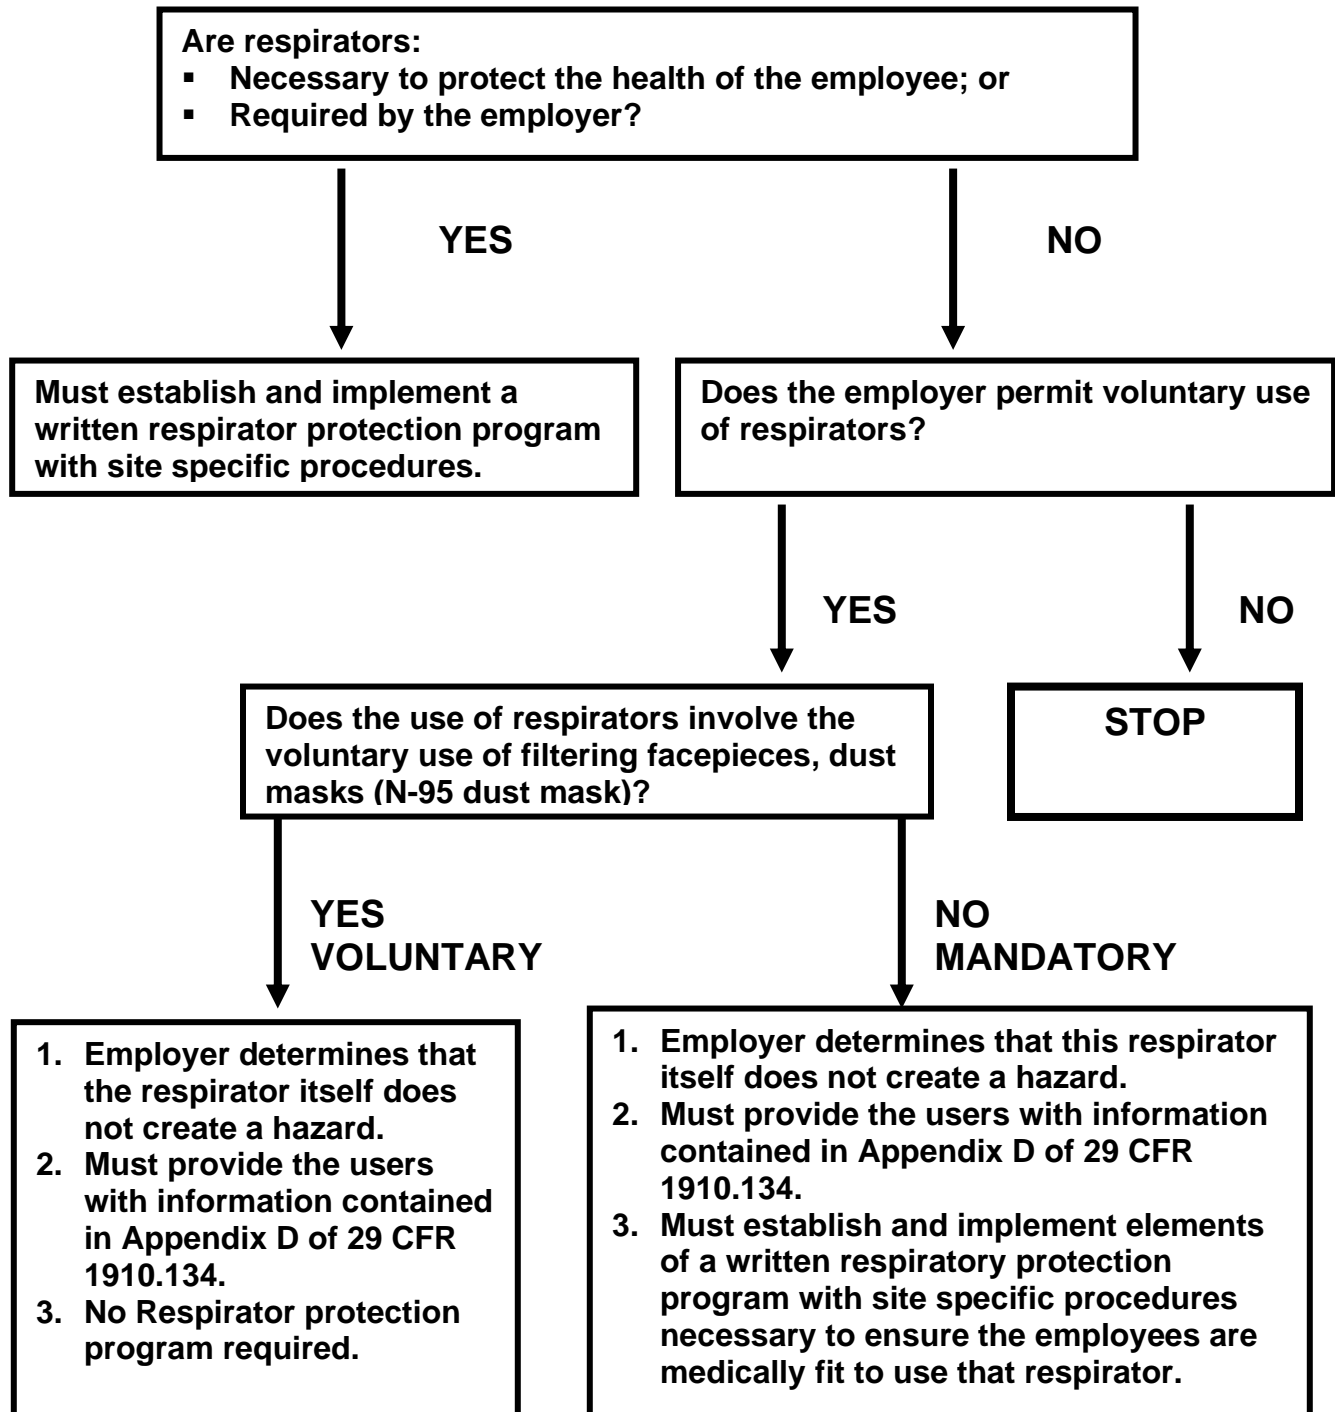 Are respirators:
▪ Necessary to protect the health of the employee; or
▪ Required by the employer?
YES
NO
Must establish and implement a
written respirator protection program
with site specific procedures.
Does the employer permit voluntary use
of respirators?
YES
NO
Does the use of respirators involve the
voluntary use of filtering facepieces, dust
masks (N-95 dust mask)?
STOP
YES
VOLUNTARY
NO
MANDATORY
1. Employer determines that
the respirator itself does
not create a hazard.
2. Must provide the users
with information contained
in Appendix D of 29 CFR
1910.134.
3. No Respirator protection
program required.
1. Employer determines that this respirator
itself does not create a hazard.
2. Must provide the users with information
contained in Appendix D of 29 CFR
1910.134.
3. Must establish and implement elements
of a written respiratory protection
program with site specific procedures
necessary to ensure the employees are
medically fit to use that respirator.